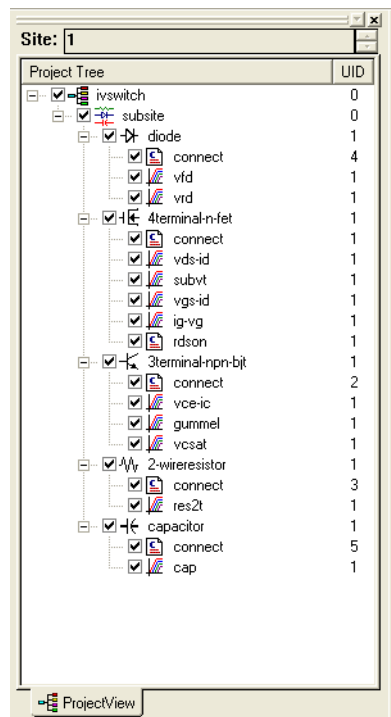 Site: 1
Project Tree UID
ivswitch 0
subsite 0
diode 1
connect 4
vfd 1
vrd 1
4terminal-n-fet 1
connect 1
vds-id 1
subvt 1
vgs-id 1
ig-vg 1
rdson 1
3terminal-npn-bjt 1
connect 2
vce-ic 1
gummel 1
vcsat 1
2-wireresistor 1
connect 3
res2t 1
capacitor 1
connect 5
cap 1
ProjectView